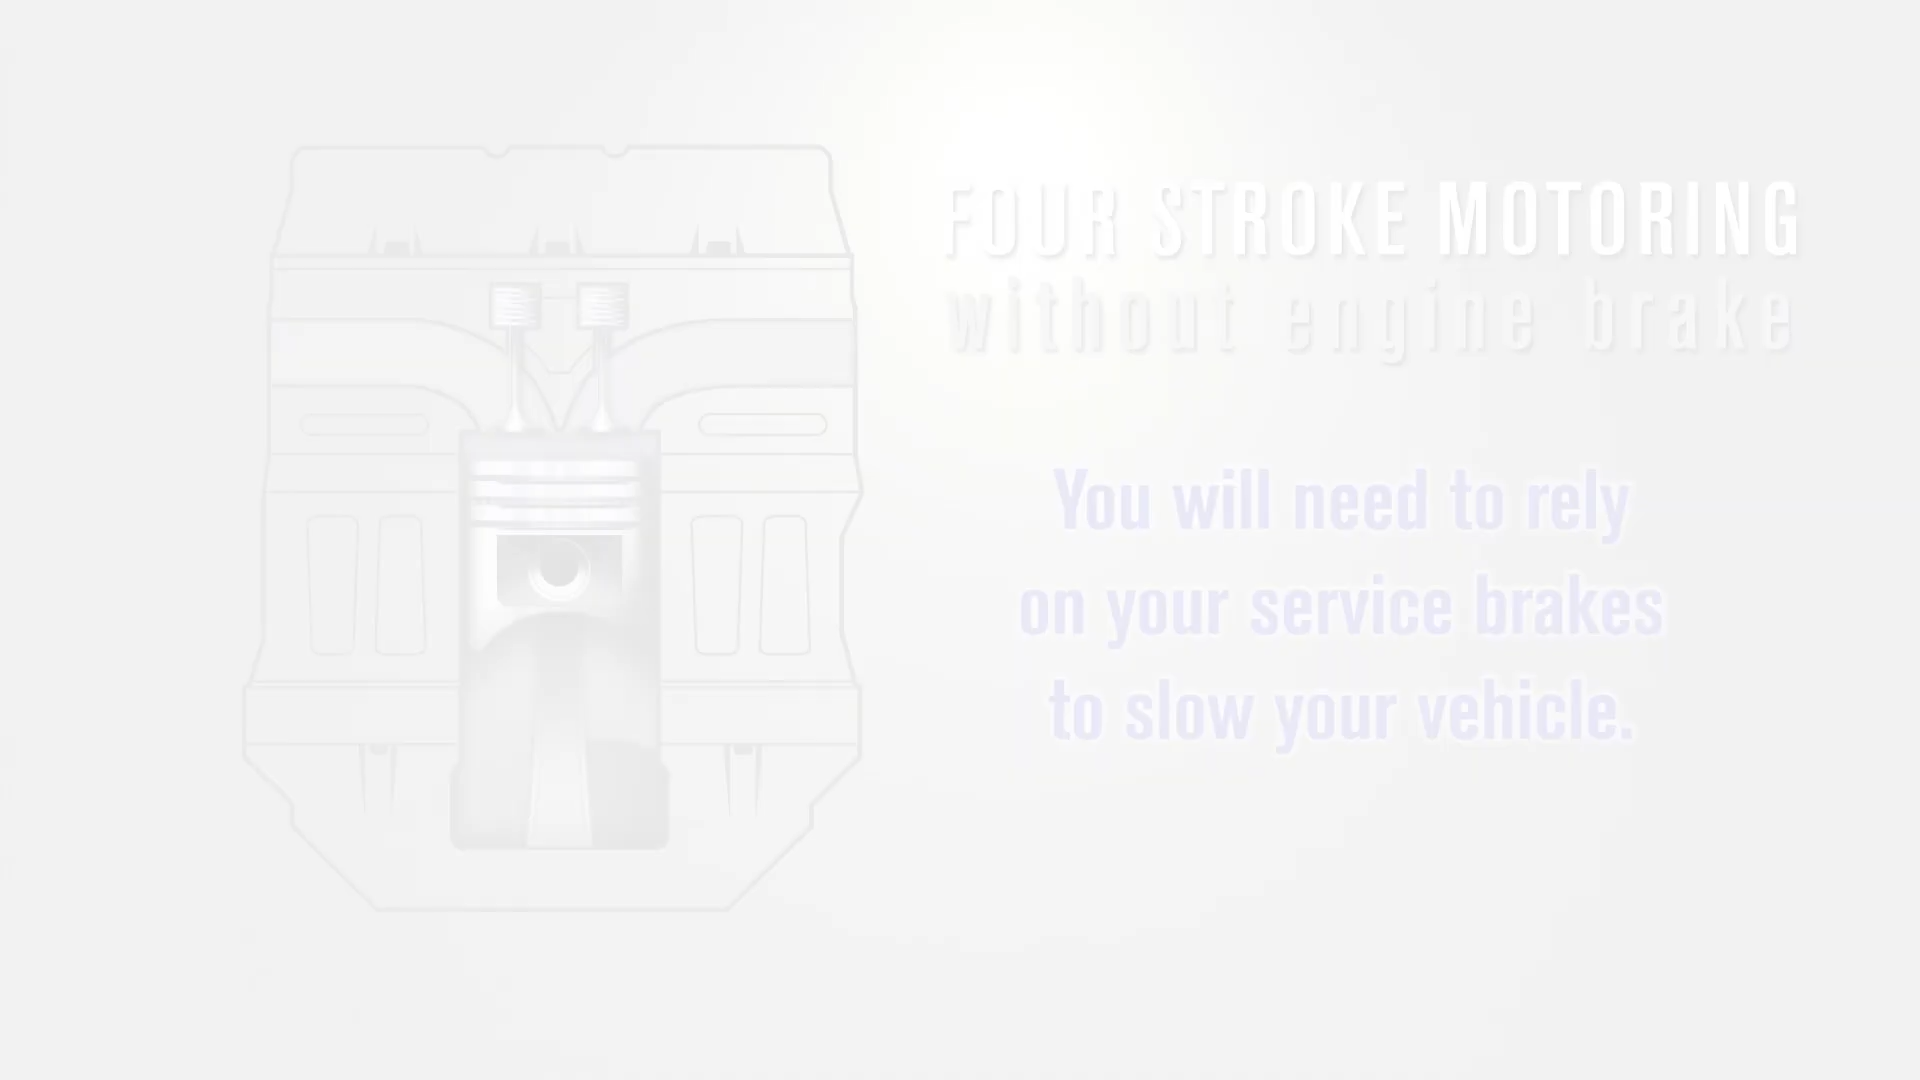 FOUR STROKE MOTORING
without engine brake
You will need to rely
on your service brakes
to slow your vehicle.